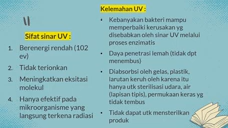 Sifat sinar UV :
1. Berenergi rendah (102
ev)
2. Tidak terionkan
3. Meningkatkan eksitasi
molekul
4. Hanya efektif pada
mikroorganisme yang
langsung terkena radiasi
Kelemahan UV :
• Kebanyakan bakteri mampu
memperbaiki kerusakan yg
disebabkan oleh sinar UV melalui
proses enzimatis
• Daya penetrasi lemah (tidak dpt
menembus)
• Diabsorbsi oleh gelas, plastik,
larutan keruh oleh karena itu
hanya utk sterilisasi udara, air
(lapisan tipis), permukaan keras yg
tidak tembus
• Tidak dapat utk mensterilkan
produk